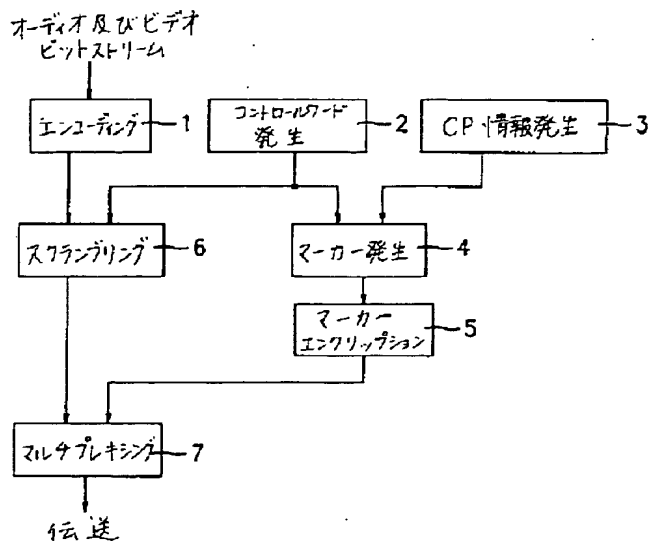 オーディオ及びビデオ
ビットストリーム
エンコーディング
1
コントロールワード
発生
2
CP情報発生
3
スクランブリング
6
マーカー発生
4
マーカー
エンクリップション
5
マルチプレキシング
7
伝送